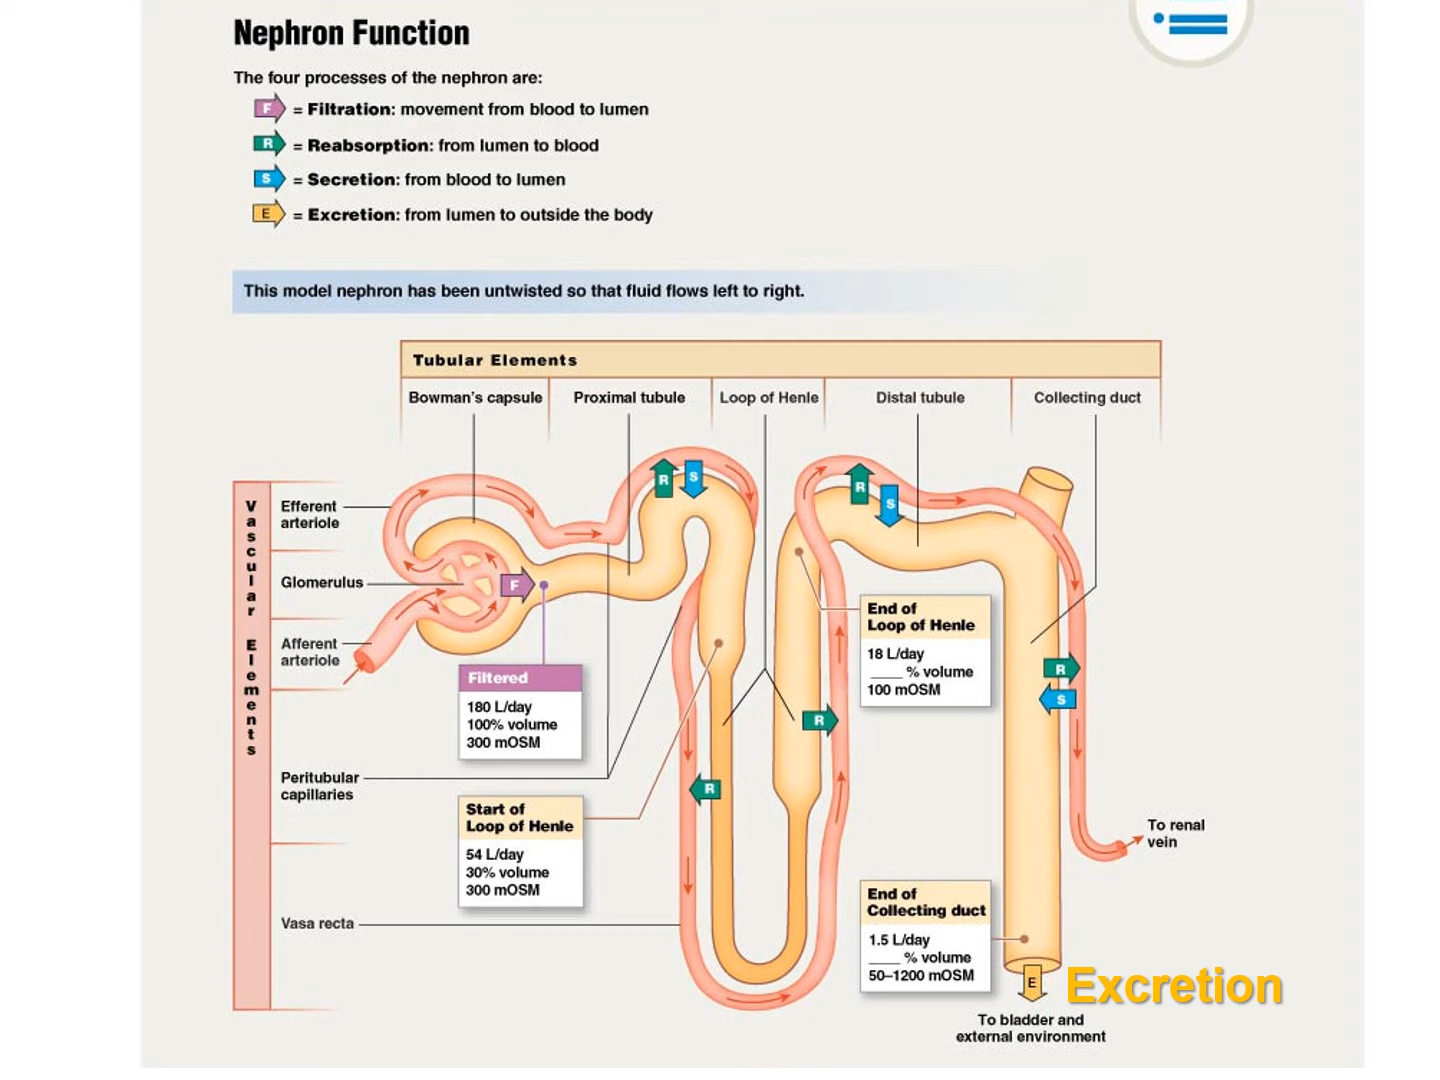 Nephron Function
The four processes of the nephron are:
F = Filtration: movement from blood to lumen
R = Reabsorption: from lumen to blood
S = Secretion: from blood to lumen
E = Excretion: from lumen to outside the body
This model nephron has been untwisted so that fluid flows left to right.
Tubular Elements
Bowman's capsule
Proximal tubule
Loop of Henle
Distal tubule
Collecting duct
Vascular Elements
Efferent
arteriole
Glomerulus
Afferent
arteriole
Peritubular
capillaries
Vasa recta
F
R
S
R
S
R
R
R
S
Filtered
180 L/day
100% volume
300 mOSM
Start of
Loop of Henle
54 L/day
30% volume
300 mOSM
End of
Loop of Henle
18 L/day
____ % volume
100 mOSM
End of
Collecting duct
1.5 L/day
____ % volume
50–1200 mOSM
To renal
vein
E
Excretion
To bladder and
external environment